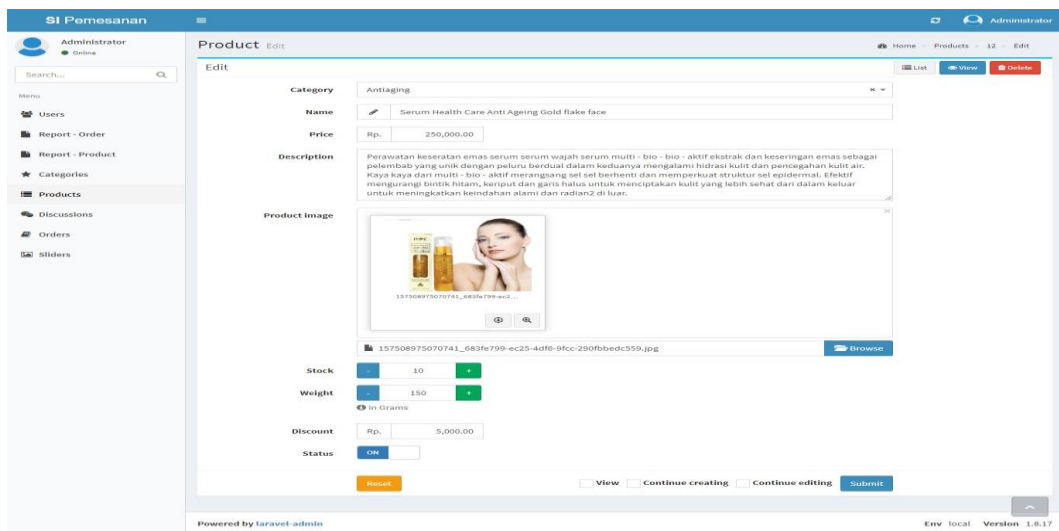 SI Pemesanan
Administrator
Administrator
Online
Search...
Menu
Users
Report - Order
Report - Product
Categories
Products
Discussions
Orders
Sliders
Product Edit
Home Products 12 Edit
Edit
List View Delete
Category Antiaging
Name Serum Health Care Anti Ageing Gold flake face
Price Rp. 250,000.00
Description
Perawatan keseratan emas serum serum wajah serum multi - bio - bio - aktif ekstrak dan keseringan emas sebagai
pelembab yang unik dengan peluru berdual dalam keduanya mengalami hidrasi kulit dan pencegahan kulit air.
Kaya kaya dari multi - bio - aktif merangsang sel sel berhenti dan memperkuat struktur sel epidermal. Efektif
mengurangi bintik hitam, keriput dan garis halus untuk menciptakan kulit yang lebih sehat dari dalam keluar
untuk meningkatkan keindahan alami dan radian2 di luar.
Product image
157508975070741_683fe799-ec2...
157508975070741_683fe799-ec25-4df6-9fcc-290fbbedc559.jpg
Browse
Stock - 10 +
Weight - 150 +
In Grams
Discount Rp. 5,000.00
Status ON
Reset View Continue creating Continue editing Submit
Powered by laravel-admin
Env local Version 1.8.17